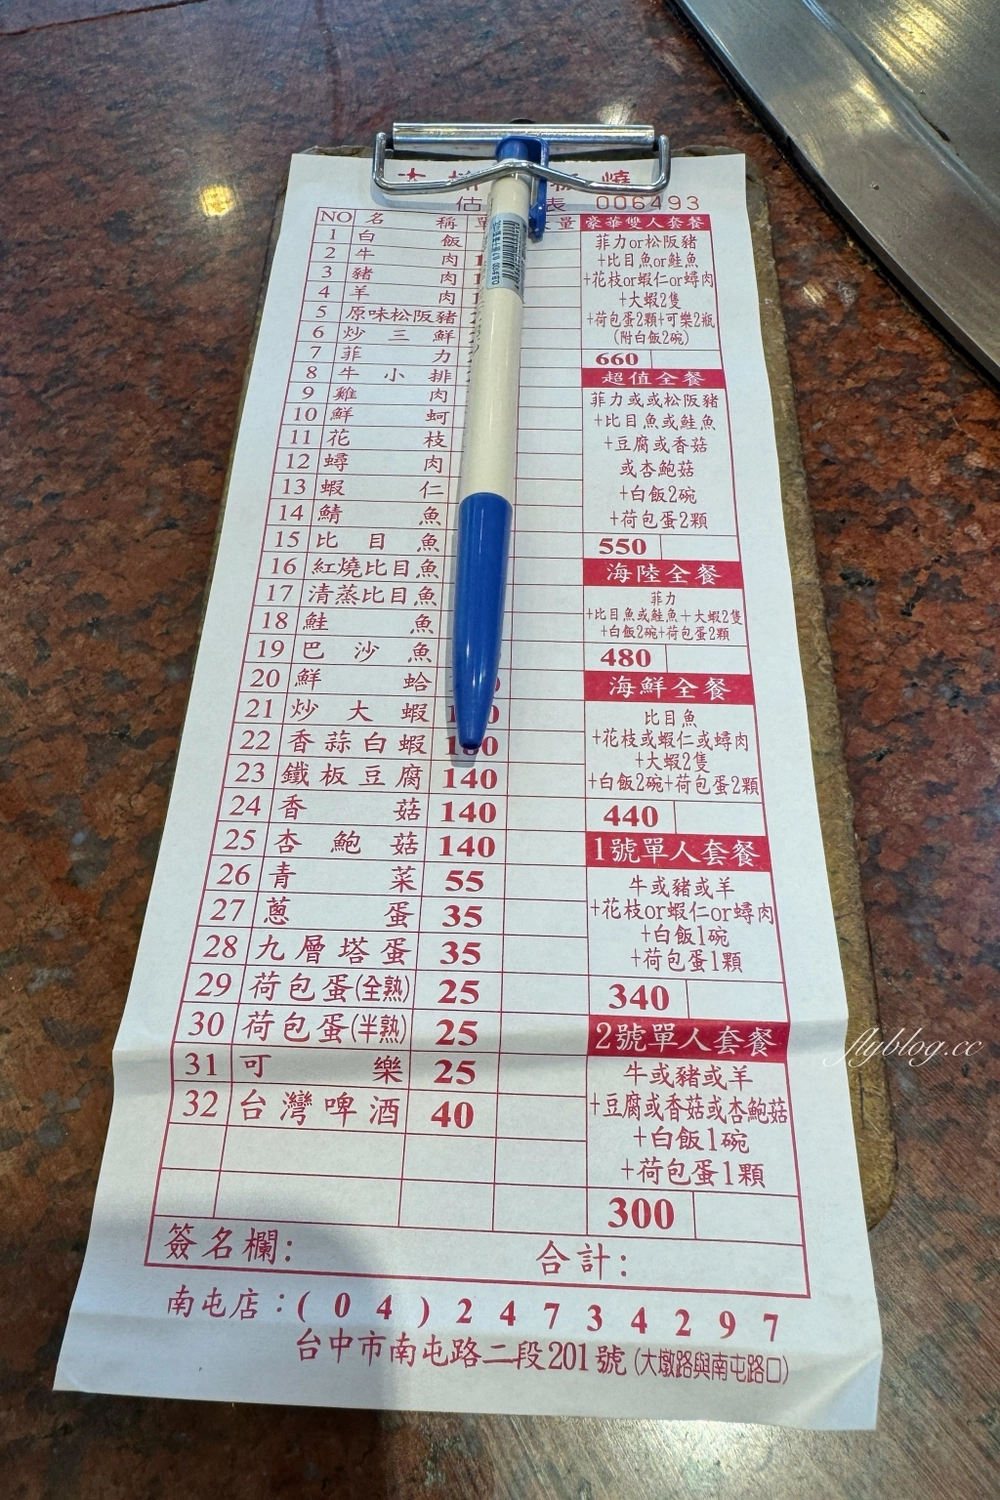 燒
估 表 006493
NO 名 稱 量
1 白飯
2 牛肉
3 豬肉
4 羊肉
5 原味松阪豬
6 炒三鮮
7 菲力
8 牛小排
9 雞肉
10 鮮蚵
11 花枝
12 蟳肉
13 蝦仁
14 鯖魚
15 比目魚
16 紅燒比目魚
17 清蒸比目魚
18 鮭魚
19 巴沙魚
20 鮮蛤
21 炒大蝦
22 香蒜白蝦
23 鐵板豆腐 140
24 香菇 140
25 杏鮑菇 140
26 青菜 55
27 蔥蛋 35
28 九層塔蛋 35
29 荷包蛋(全熟) 25
30 荷包蛋(半熟) 25
31 可樂 25
32 台灣啤酒 40
豪華雙人套餐
菲力or松阪豬
+比目魚or鮭魚
+花枝or蝦仁or蟳肉
+大蝦2隻
+荷包蛋2顆+可樂2瓶
(附白飯2碗)
660
超值全餐
菲力或或松阪豬
+比目魚或鮭魚
+豆腐或香菇
或杏鮑菇
+白飯2碗
+荷包蛋2顆
550
海陸全餐
菲力
+比目魚或鮭魚+大蝦2隻
+白飯2碗+荷包蛋2顆
480
海鮮全餐
比目魚
+花枝或蝦仁或蟳肉
+大蝦2隻
+白飯2碗+荷包蛋2顆
440
1號單人套餐
牛或豬或羊
+花枝or蝦仁or蟳肉
+白飯1碗
+荷包蛋1顆
340
2號單人套餐
牛或豬或羊
+豆腐或香菇或杏鮑菇
+白飯1碗
+荷包蛋1顆
300
簽名欄: 合計:
南屯店:(04)24734297
台中市南屯路二段201號(大墩路與南屯路口)
flyblog.cc